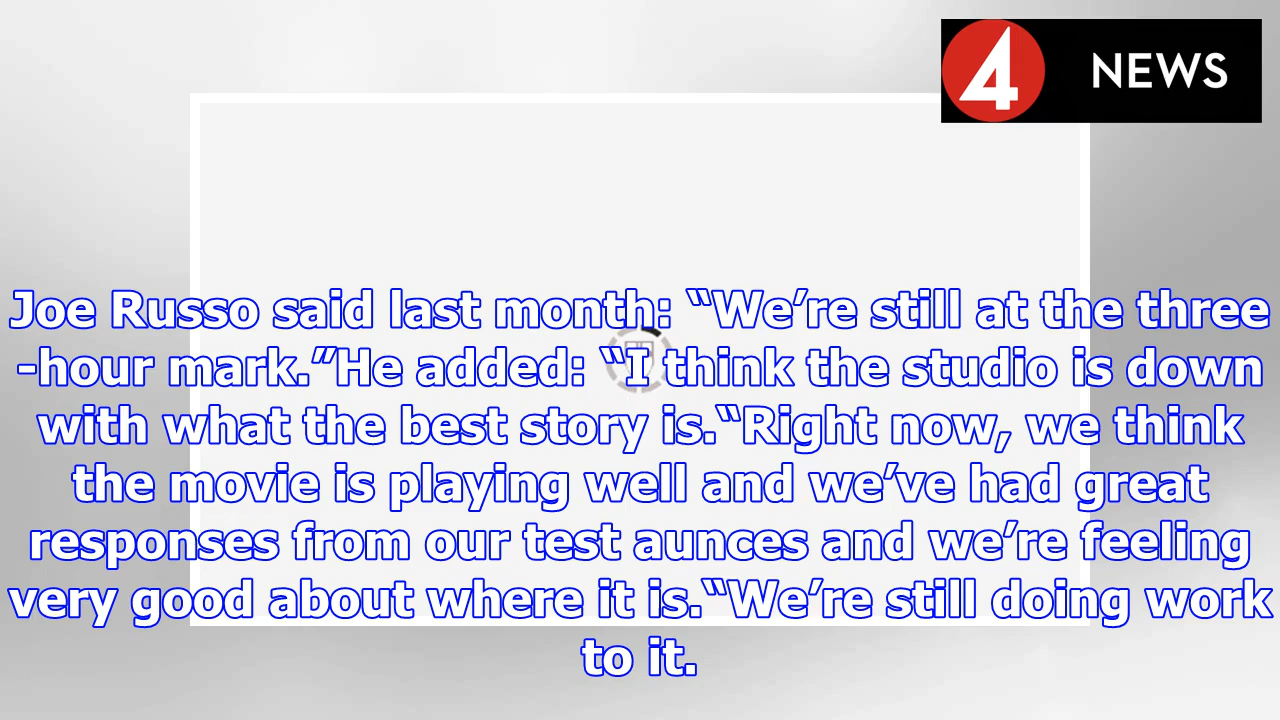 4 NEWS
Joe Russo said last month: “We’re still at the three
-hour mark.”He added: “I think the studio is down
with what the best story is.“Right now, we think
the movie is playing well and we’ve had great
responses from our test aunces and we’re feeling
very good about where it is.“We’re still doing work
to it.